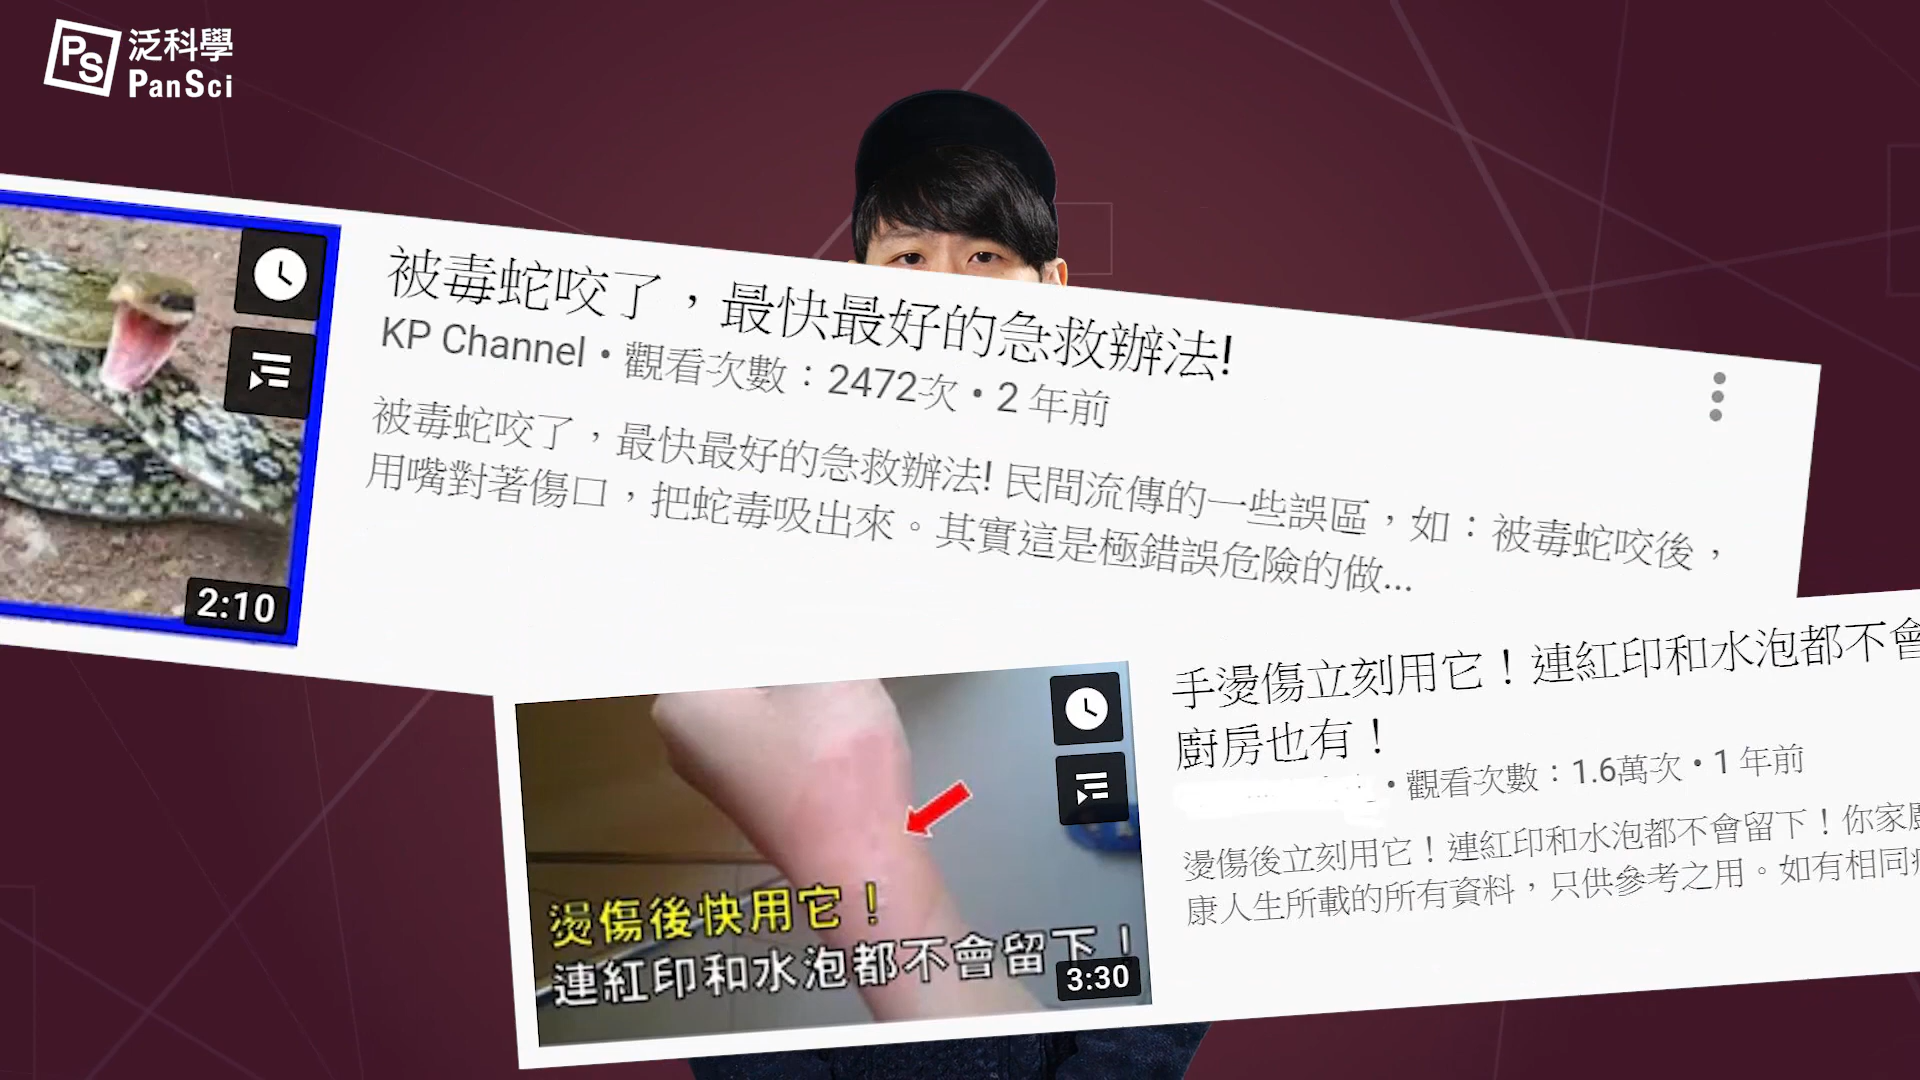 PS
泛科學
PanSci
被毒蛇咬了，最快最好的急救辦法!
KP Channel • 觀看次數：2472次 • 2 年前
被毒蛇咬了，最快最好的急救辦法! 民間流傳的一些誤區，如：被毒蛇咬後，
用嘴對著傷口，把蛇毒吸出來。其實這是極錯誤危險的做...
2:10
手燙傷立刻用它！連紅印和水泡都不會
廚房也有！
• 觀看次數：1.6萬次 • 1 年前
燙傷後立刻用它！連紅印和水泡都不會留下！你家
康人生所載的所有資料，只供參考之用。如有相同
燙傷後快用它！
連紅印和水泡都不會留下！
3:30